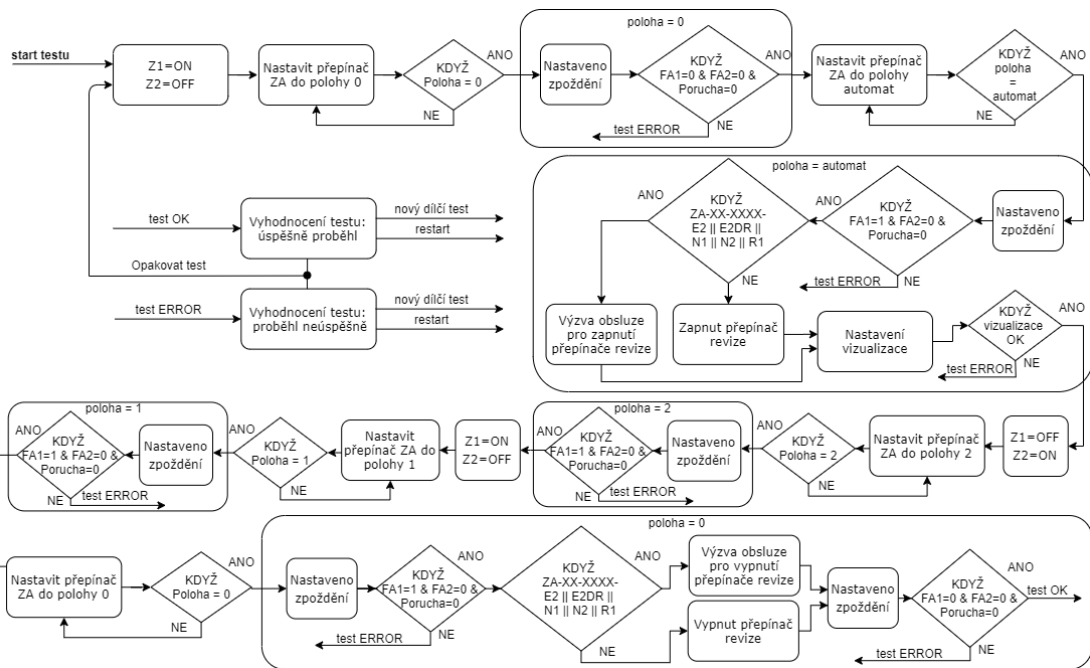 start testu
Z1=ON
Z2=OFF
Nastavit přepínač
ZA do polohy 0
KDYŽ
Poloha = 0
ANO
NE
poloha = 0
Nastaveno
zpoždění
KDYŽ
FA1=0 & FA2=0 &
Porucha=0
ANO
NE
test ERROR
Nastavit přepínač
ZA do polohy
automat
KDYŽ
poloha
=
automat
ANO
NE
poloha = automat
Nastaveno
zpoždění
KDYŽ
FA1=1 & FA2=0 &
Porucha=0
ANO
NE
test ERROR
KDYŽ
ZA-XX-XXXX-
E2 || E2DR ||
N1 || N2 || R1
ANO
NE
Výzva obsluze
pro zapnutí
přepínače revize
Zapnut přepínač
revize
Nastavení
vizualizace
KDYŽ
vizualizace
OK
ANO
NE
test ERROR
test OK
Vyhodnocení testu:
úspěšně proběhl
nový dílčí test
restart
Opakovat test
test ERROR
Vyhodnocení testu:
proběhl neúspěšně
nový dílčí test
restart
Z1=OFF
Z2=ON
Nastavit přepínač
ZA do polohy 2
KDYŽ
Poloha = 2
ANO
NE
poloha = 2
Nastaveno
zpoždění
KDYŽ
FA1=1 & FA2=0 &
Porucha=0
ANO
NE
test ERROR
Z1=ON
Z2=OFF
Nastavit
přepínač ZA do
polohy 1
KDYŽ
Poloha = 1
ANO
NE
poloha = 1
Nastaveno
zpoždění
KDYŽ
FA1=1 & FA2=0 &
Porucha=0
ANO
NE
test ERROR
Nastavit přepínač
ZA do polohy 0
KDYŽ
Poloha = 0
ANO
NE
poloha = 0
Nastaveno
zpoždění
KDYŽ
FA1=1 & FA2=0 &
Porucha=0
ANO
NE
test ERROR
KDYŽ
ZA-XX-XXXX-
E2 || E2DR ||
N1 || N2 || R1
ANO
NE
Výzva obsluze
pro vypnutí
přepínače revize
Vypnut přepínač
revize
Nastaveno
zpoždění
KDYŽ
FA1=0 & FA2=0 &
Porucha=0
ANO
test OK
NE
test ERROR